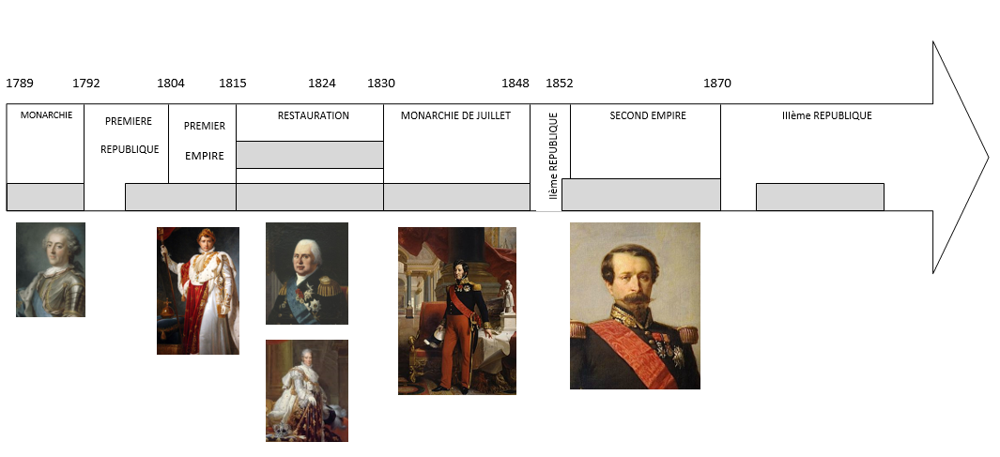 1789 1792 1804 1815 1824 1830 1848 1852 1870
MONARCHIE
PREMIERE
REPUBLIQUE
PREMIER
EMPIRE
RESTAURATION
MONARCHIE DE JUILLET
IIème REPUBLIQUE
SECOND EMPIRE
IIIème REPUBLIQUE